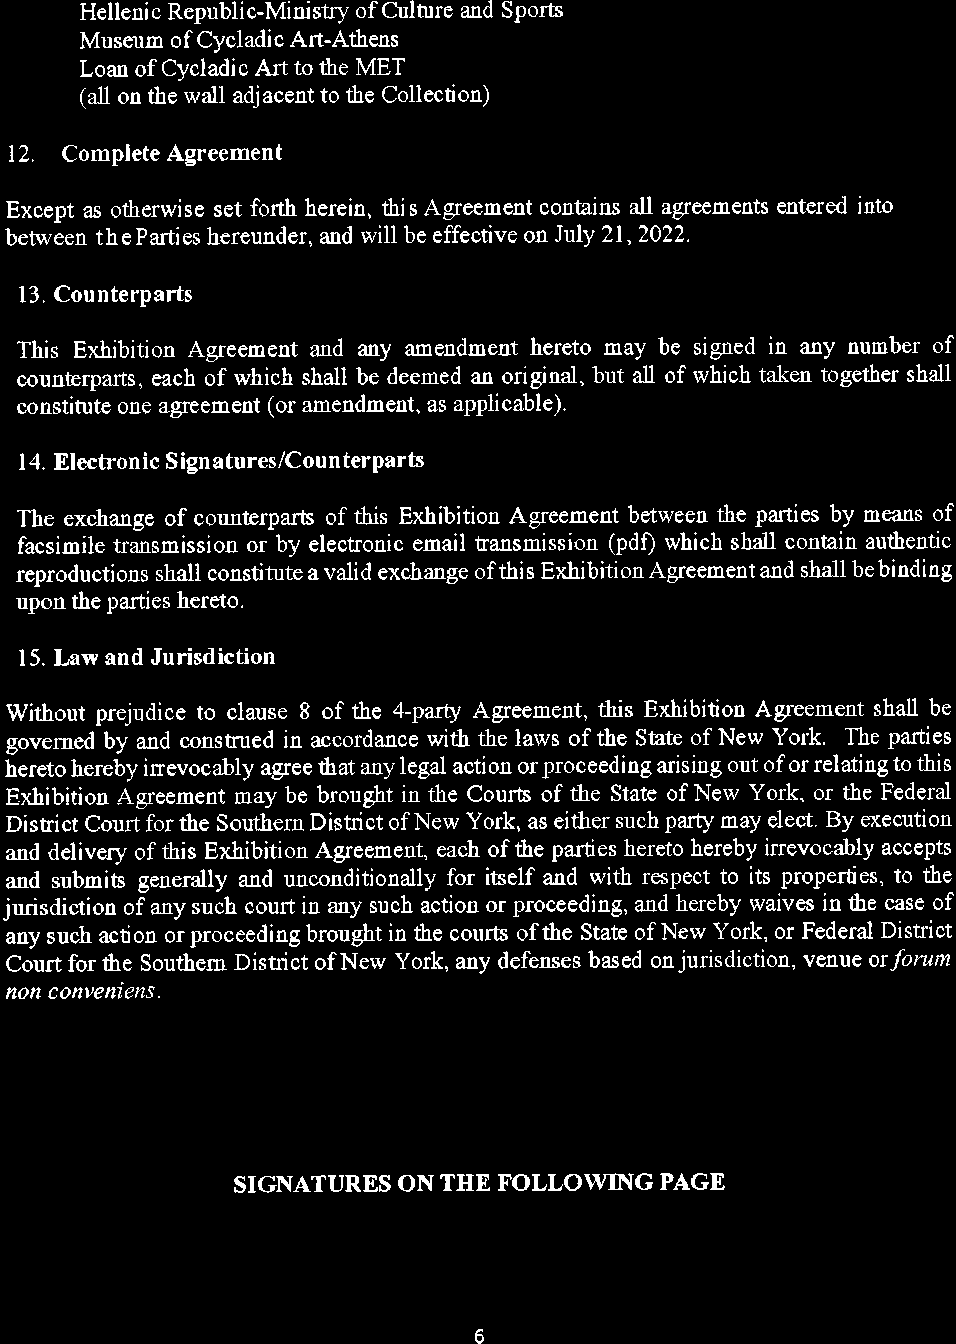 Hellenic Republic-Ministry of Culture and Sports
Museum of Cycladic Art-Athens
Loan of Cycladic Art to the MET
(all on the wall adjacent to the Collection)
12. Complete Agreement
Except as otherwise set forth herein, this Agreement contains all agreements entered into
between the Parties hereunder, and will be effective on July 21, 2022.
13. Counterparts
This Exhibition Agreement and any amendment hereto may be signed in any number of
counterparts, each of which shall be deemed an original, but all of which taken together shall
constitute one agreement (or amendment, as applicable).
14. Electronic Signatures/Counterparts
The exchange of counterparts of this Exhibition Agreement between the parties by means of
facsimile transmission or by electronic email transmission (pdf) which shall contain authentic
reproductions shall constitute a valid exchange of this Exhibition Agreement and shall be binding
upon the parties hereto.
15. Law and Jurisdiction
Without prejudice to clause 8 of the 4-party Agreement, this Exhibition Agreement shall be
governed by and construed in accordance with the laws of the State of New York. The parties
hereto hereby irrevocably agree that any legal action or proceeding arising out of or relating to this
Exhibition Agreement may be brought in the Courts of the State of New York, or the Federal
District Court for the Southern District of New York, as either such party may elect. By execution
and delivery of this Exhibition Agreement, each of the parties hereto hereby irrevocably accepts
and submits generally and unconditionally for itself and with respect to its properties, to the
jurisdiction of any such court in any such action or proceeding, and hereby waives in the case of
any such action or proceeding brought in the courts of the State of New York, or Federal District
Court for the Southern District of New York, any defenses based on jurisdiction, venue or forum
non conveniens.
SIGNATURES ON THE FOLLOWING PAGE
6